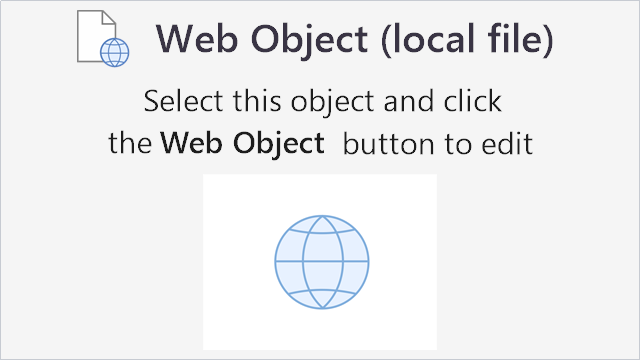 Web Object (local file)
Select this object and click
the Web Object button to edit